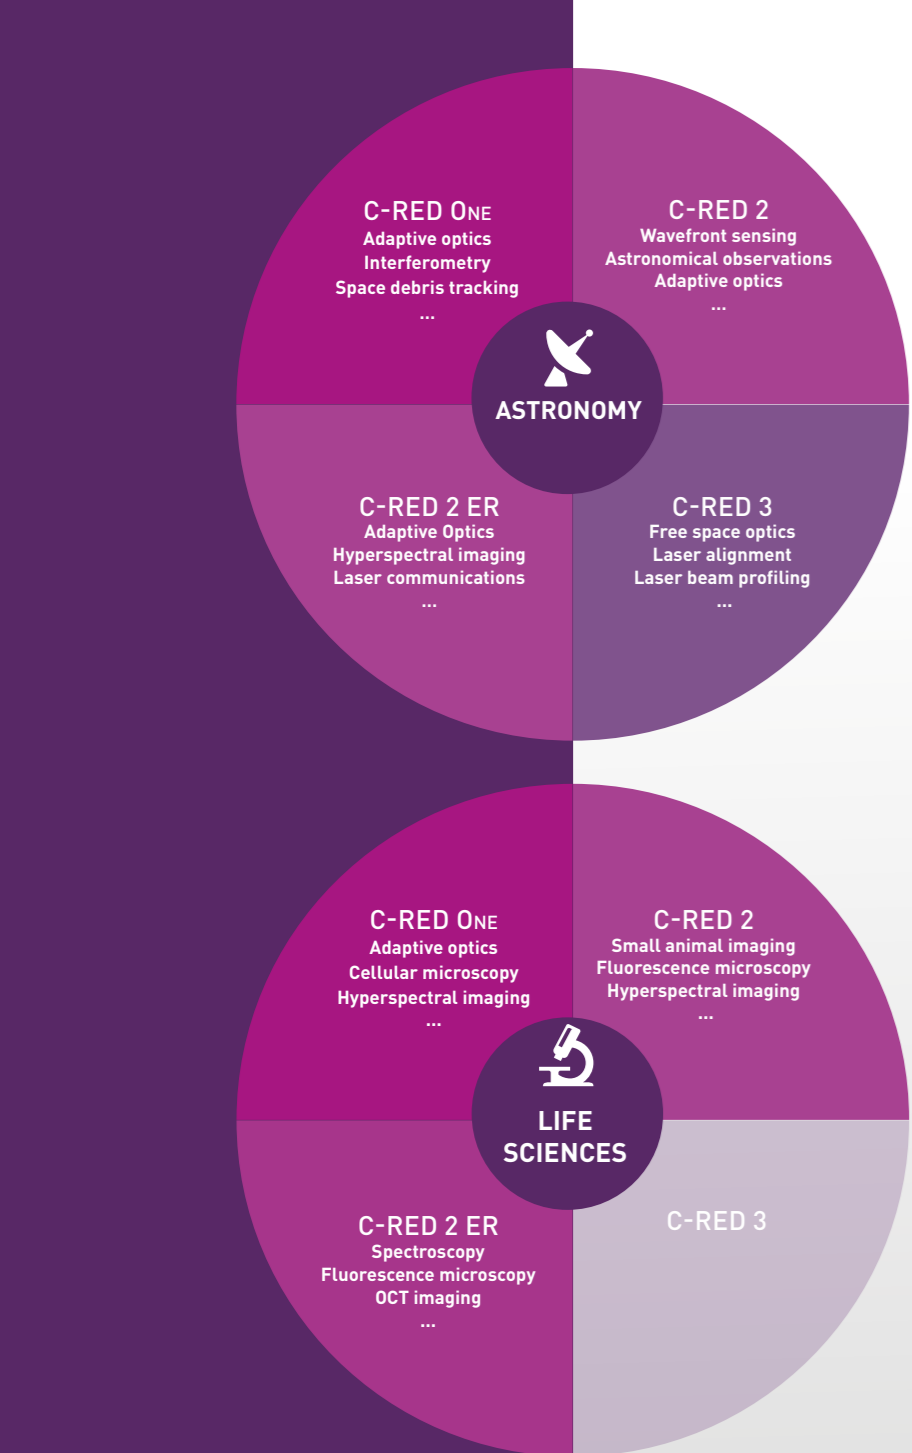 C-RED One
Adaptive optics
Interferometry
Space debris tracking
...
C-RED 2
Wavefront sensing
Astronomical observations
Adaptive optics
...
ASTRONOMY
C-RED 2 ER
Adaptive Optics
Hyperspectral imaging
Laser communications
...
C-RED 3
Free space optics
Laser alignment
Laser beam profiling
...
C-RED One
Adaptive optics
Cellular microscopy
Hyperspectral imaging
...
C-RED 2
Small animal imaging
Fluorescence microscopy
Hyperspectral imaging
...
LIFE
SCIENCES
C-RED 2 ER
Spectroscopy
Fluorescence microscopy
OCT imaging
...
C-RED 3